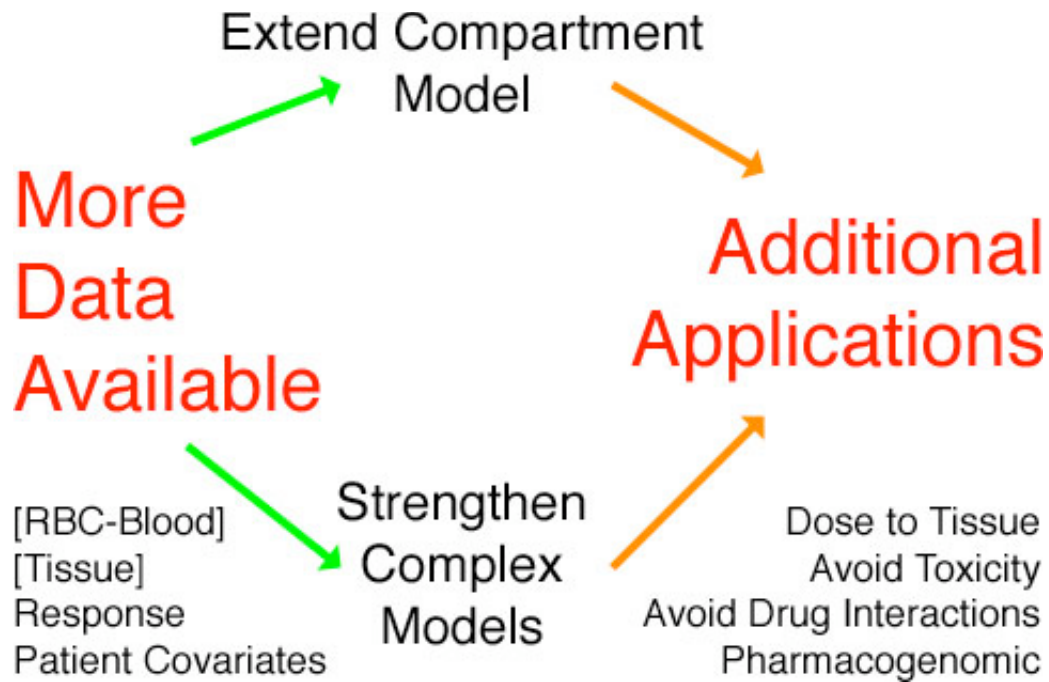 Extend Compartment
Model
More
Data
Available
Additional
Applications
Strengthen
Complex
Models
[RBC-Blood]
[Tissue]
Response
Patient Covariates
Dose to Tissue
Avoid Toxicity
Avoid Drug Interactions
Pharmacogenomic